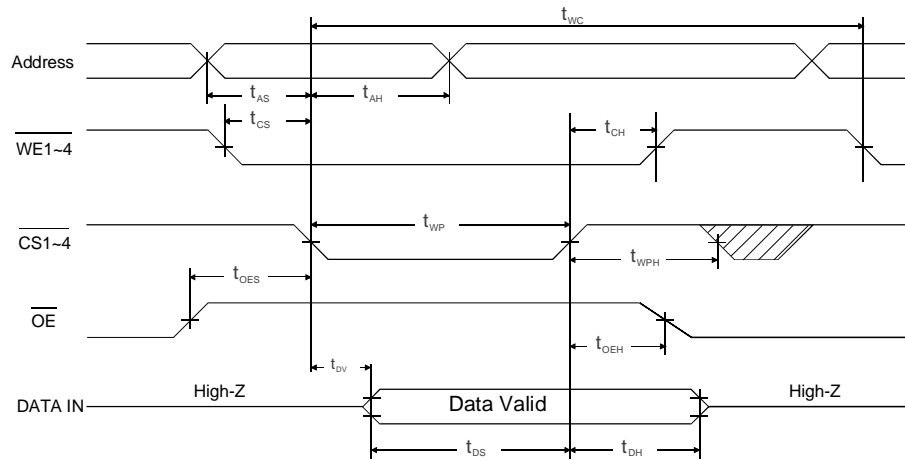 tWC
Address
tAS
tAH
tCS
tCH
WE1~4
tWP
CS1~4
tWPH
tOES
OE
tOEH
tDV
High-Z
High-Z
DATA IN
Data Valid
tDS
tDH